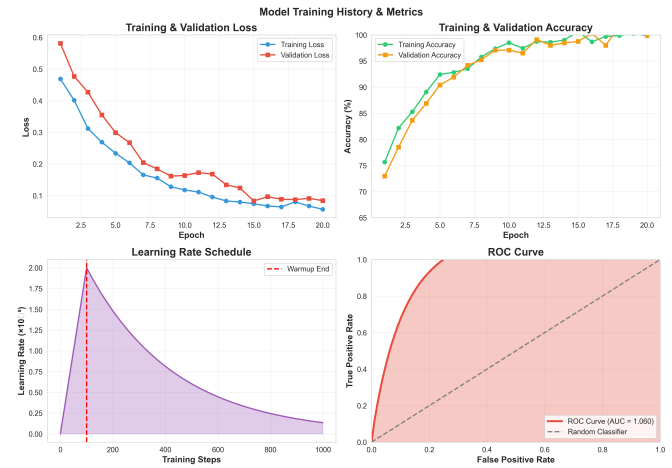 Model Training History & Metrics
Training & Validation Loss
Training Loss
Validation Loss
0.6
0.5
0.4
0.3
0.2
0.1
Loss
2.5 5.0 7.5 10.0 12.5 15.0 17.5 20.0
Epoch
Training & Validation Accuracy
Training Accuracy
Validation Accuracy
100
95
90
85
80
75
70
65
Accuracy (%)
2.5 5.0 7.5 10.0 12.5 15.0 17.5 20.0
Epoch
Learning Rate Schedule
Warmup End
2.00
1.75
1.50
1.25
1.00
0.75
0.50
0.25
0.00
Learning Rate (×10□³)
0 200 400 600 800 1000
Training Steps
ROC Curve
1.0
0.8
0.6
0.4
0.2
0.0
True Positive Rate
ROC Curve (AUC = 1.060)
Random Classifier
0.0 0.2 0.4 0.6 0.8 1.0
False Positive Rate